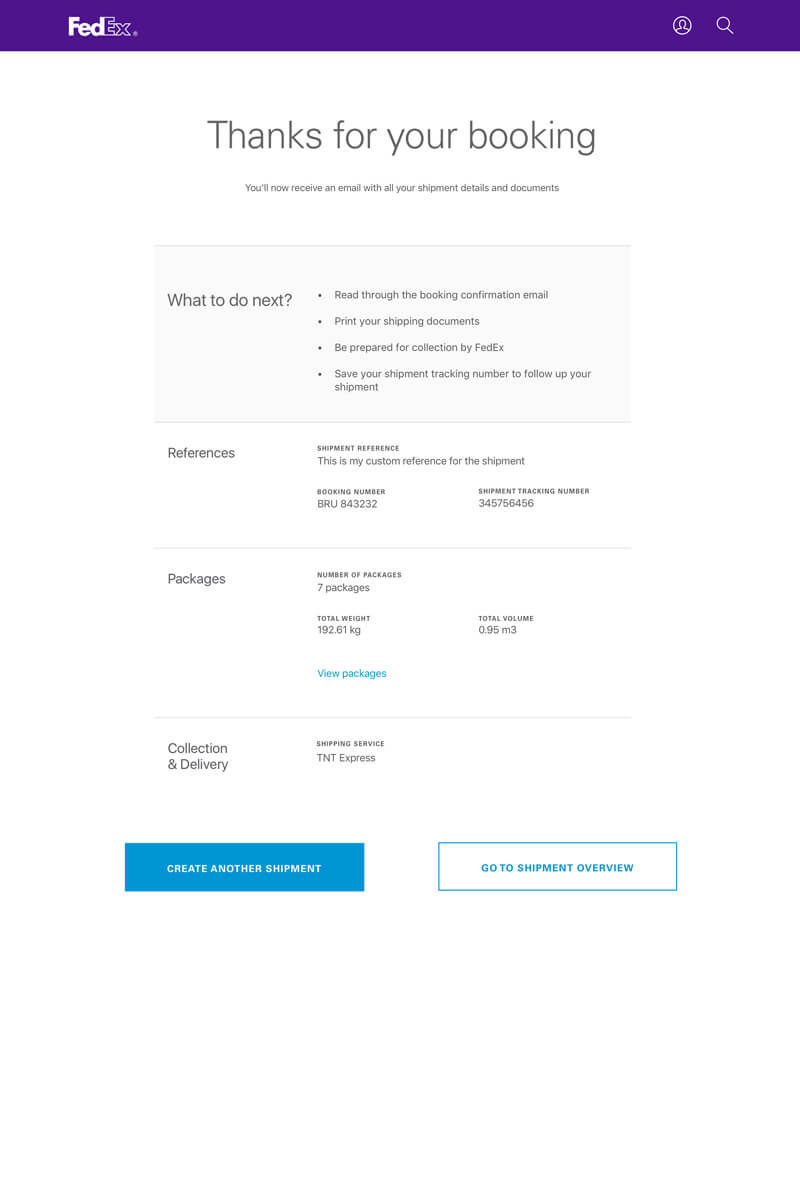 FedEx®
Thanks for your booking
You'll now receive an email with all your shipment details and documents
What to do next?
• Read through the booking confirmation email
• Print your shipping documents
• Be prepared for collection by FedEx
• Save your shipment tracking number to follow up your
shipment
References
SHIPMENT REFERENCE
This is my custom reference for the shipment
BOOKING NUMBER
BRU 843232
SHIPMENT TRACKING NUMBER
345756456
Packages
NUMBER OF PACKAGES
7 packages
TOTAL WEIGHT
192.61 kg
TOTAL VOLUME
0.95 m3
View packages
Collection
& Delivery
SHIPPING SERVICE
TNT Express
CREATE ANOTHER SHIPMENT
GO TO SHIPMENT OVERVIEW